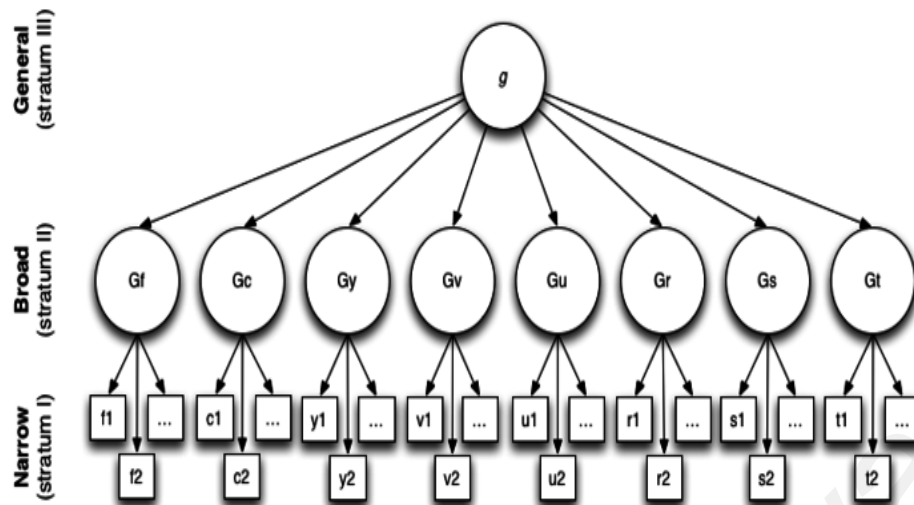 General
(stratum III)
g
Broad
(stratum II)
Gf Gc Gy Gv Gu Gr Gs Gt
Narrow
(stratum I)
f1 ... c1 ... y1 ... v1 ... u1 ... r1 ... s1 ... t1 ...
f2 c2 y2 v2 u2 r2 s2 t2